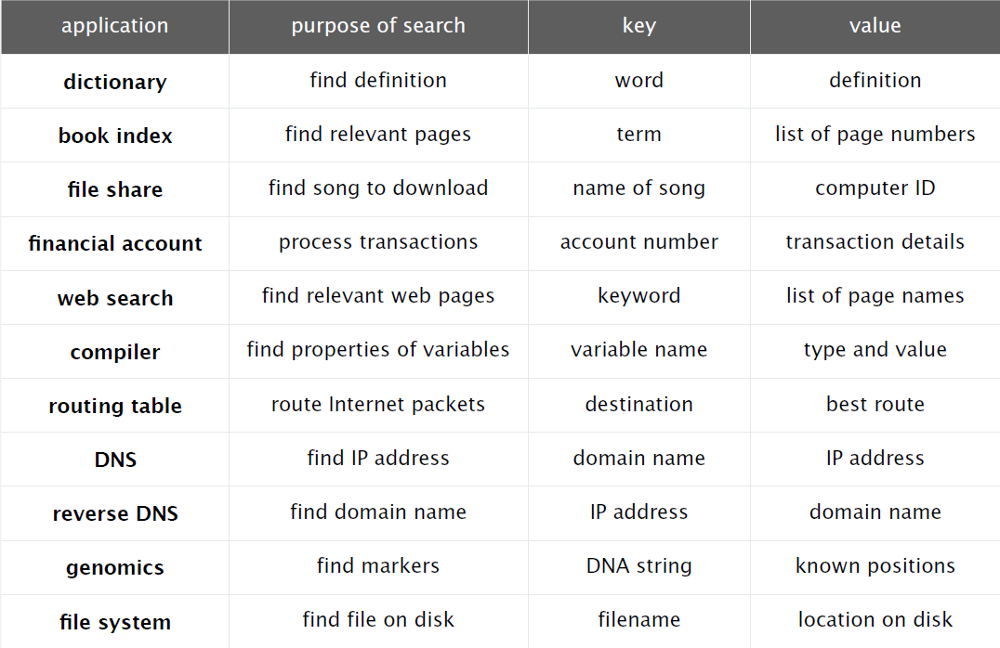 application purpose of search key value
dictionary find definition word definition
book index find relevant pages term list of page numbers
file share find song to download name of song computer ID
financial account process transactions account number transaction details
web search find relevant web pages keyword list of page names
compiler find properties of variables variable name type and value
routing table route Internet packets destination best route
DNS find IP address domain name IP address
reverse DNS find domain name IP address domain name
genomics find markers DNA string known positions
file system find file on disk filename location on disk